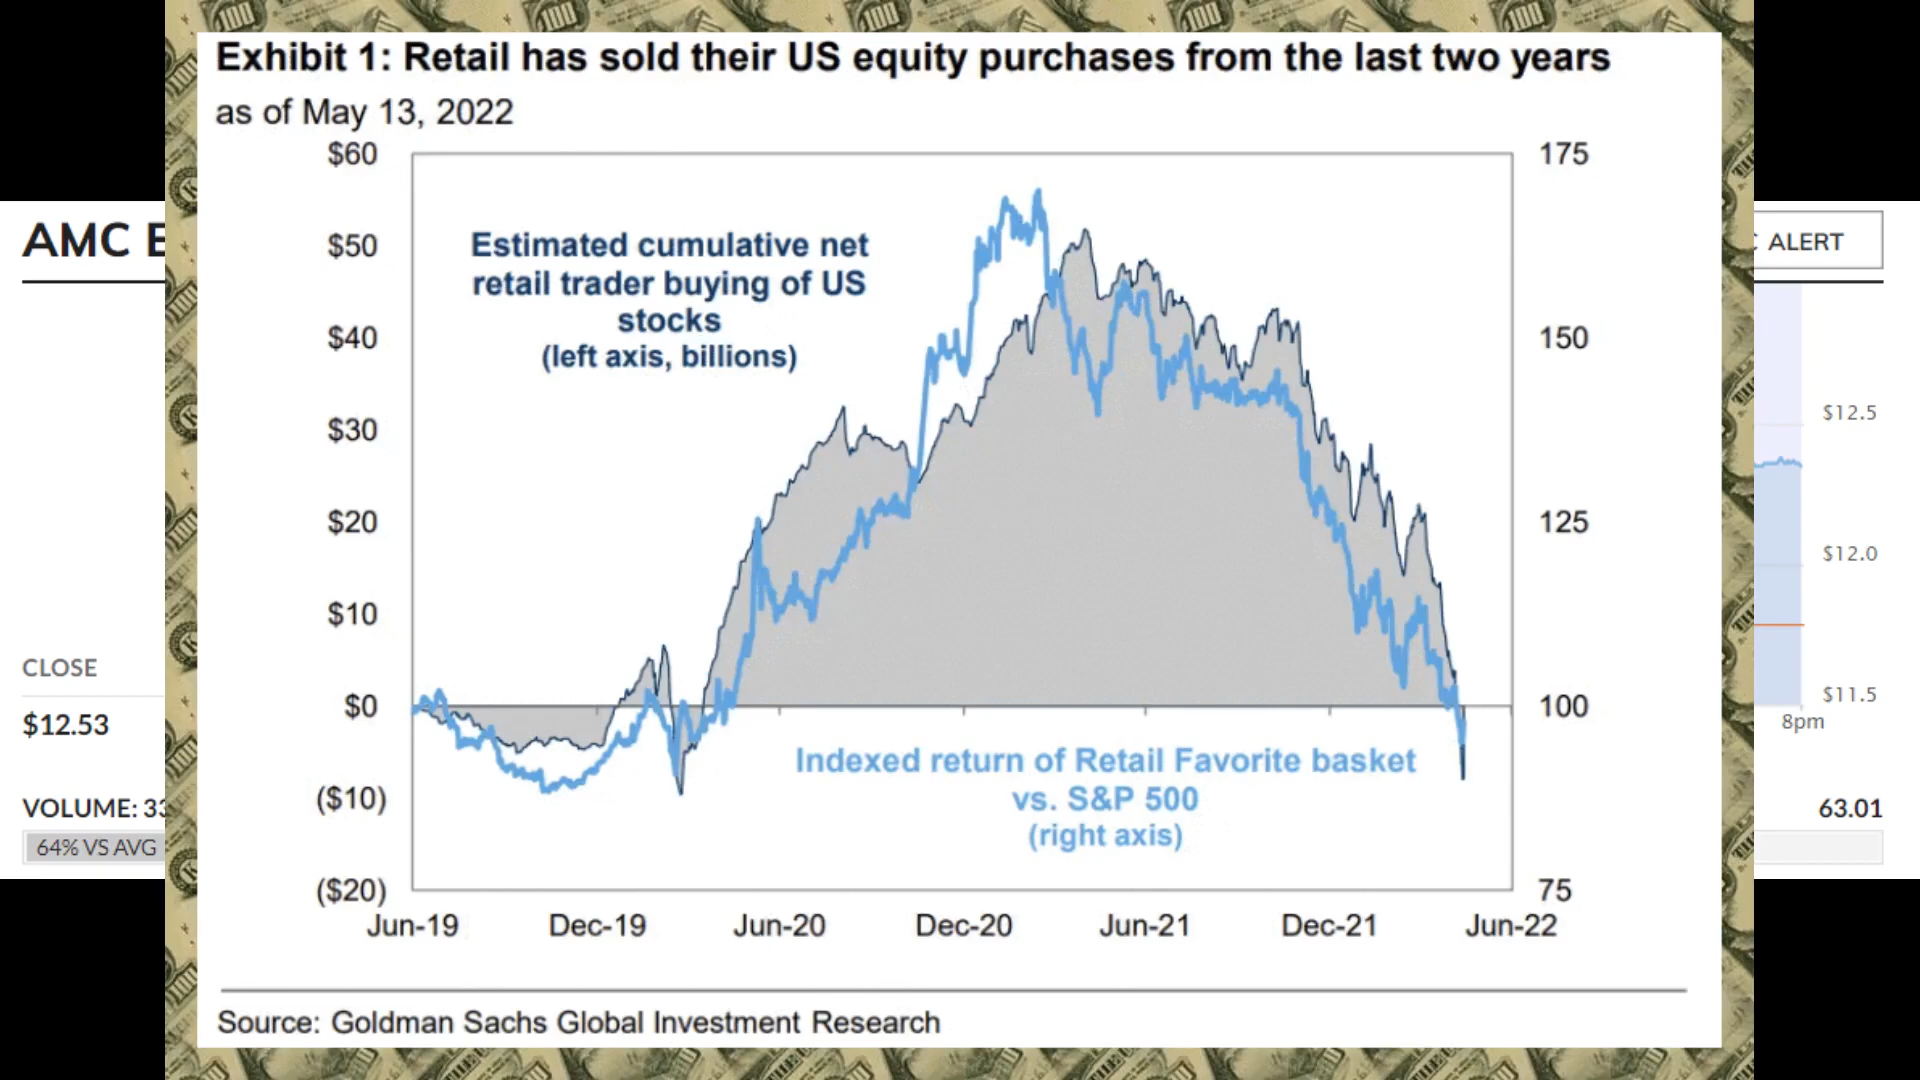 Exhibit 1: Retail has sold their US equity purchases from the last two years
as of May 13, 2022
$60
$50
$40
$30
$20
$10
$0
($10)
($20)
175
150
125
100
75
Estimated cumulative net
retail trader buying of US
stocks
(left axis, billions)
Indexed return of Retail Favorite basket
vs. S&P 500
(right axis)
Jun-19 Dec-19 Jun-20 Dec-20 Jun-21 Dec-21 Jun-22
Source: Goldman Sachs Global Investment Research
AMC E
CLOSE
$12.53
VOLUME: 33
64% VS AVG
ALERT
$12.5
$12.0
$11.5
8pm
63.01